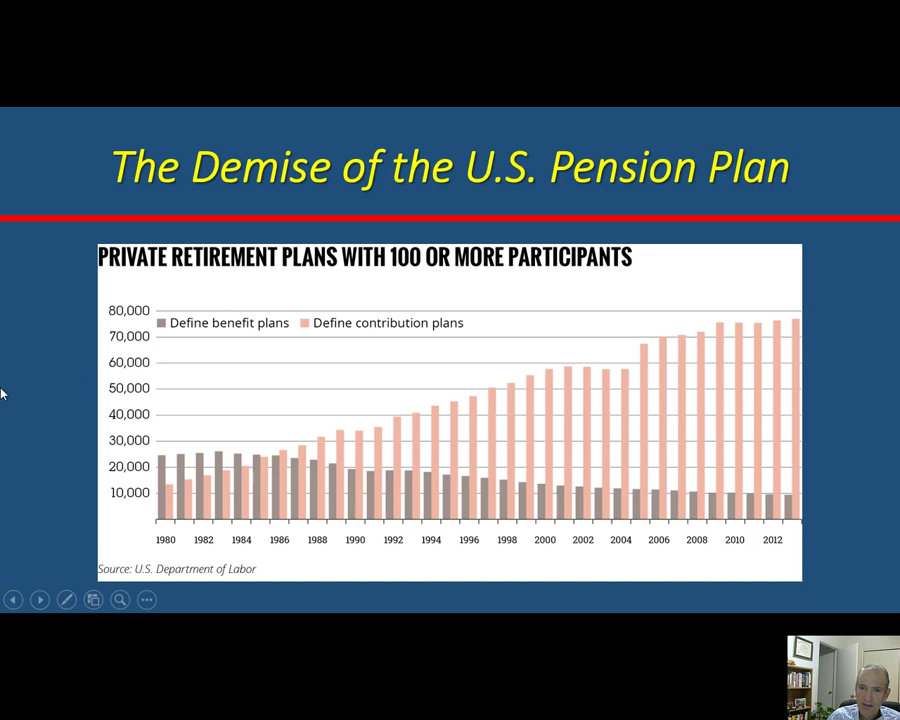 The Demise of the U.S. Pension Plan
PRIVATE RETIREMENT PLANS WITH 100 OR MORE PARTICIPANTS
80,000
Define benefit plans Define contribution plans
70,000
60,000
50,000
40,000
30,000
20,000
10,000
1980 1982 1984 1986 1988 1990 1992 1994 1996 1998 2000 2002 2004 2006 2008 2010 2012
Source: U.S. Department of Labor